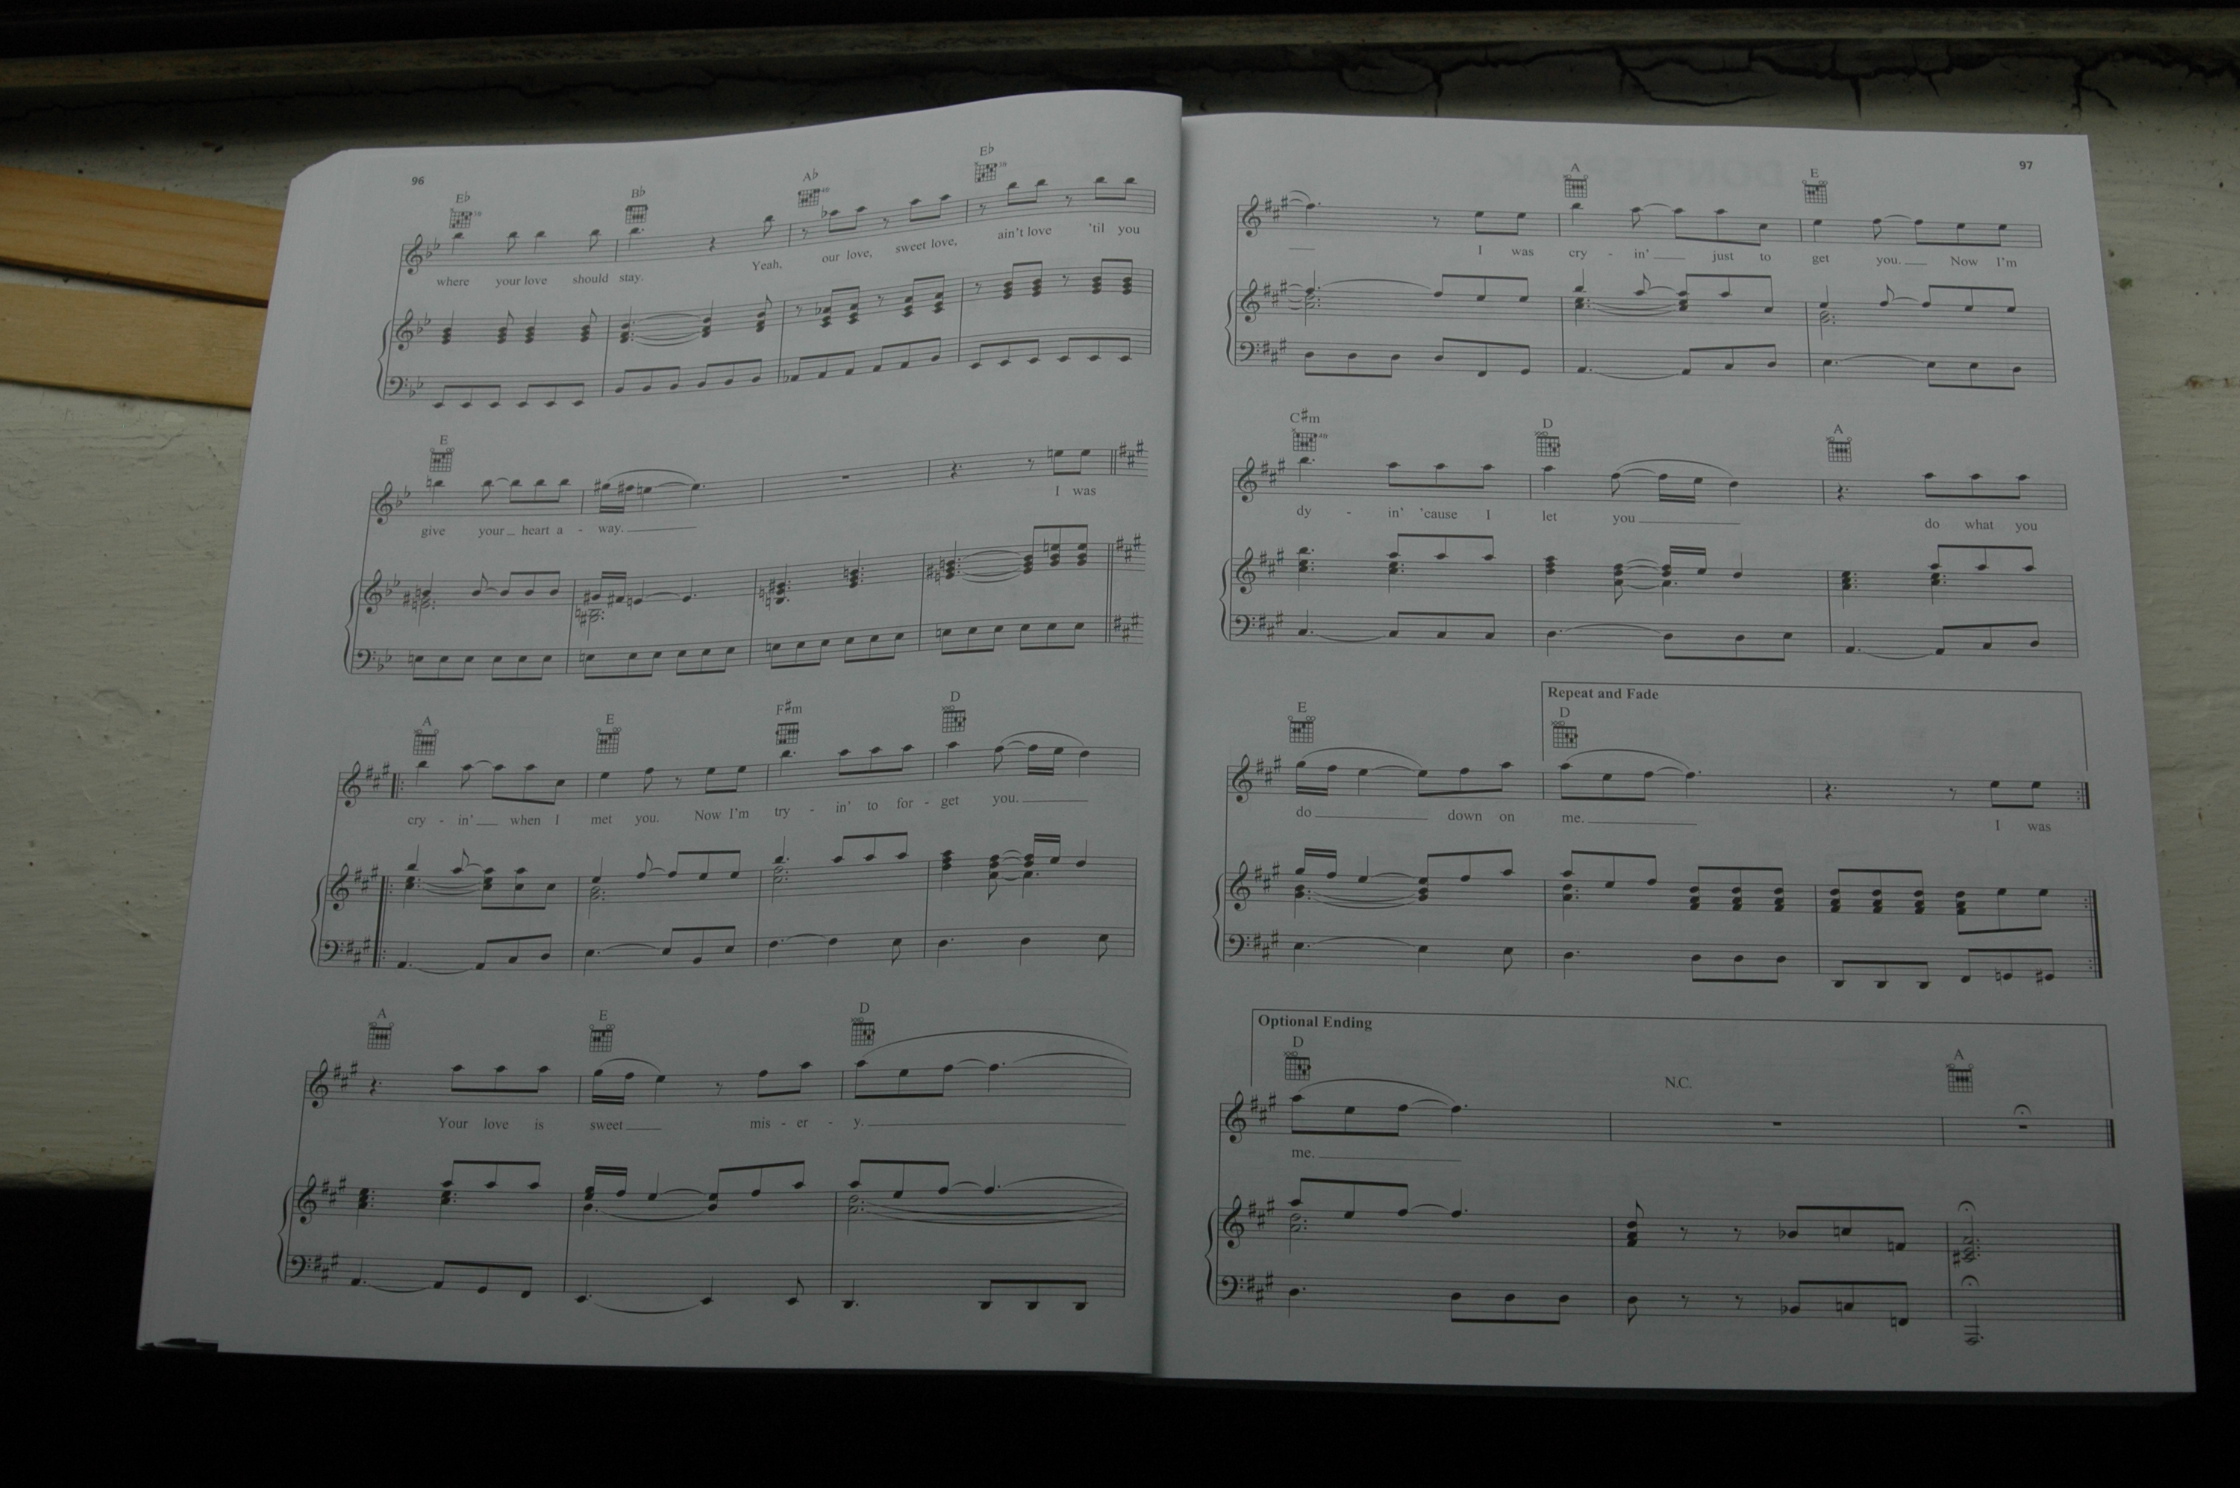 96
E♭ B♭ A♭ E♭
where your love should stay. Yeah, our love, sweet love, ain't love 'til you
E
give your heart a - way. I was
A E F♯m D
cry - in' when I met you. Now I'm try - in' to for - get you.
A E D
Your love is sweet mis - er - y.
97
A E
I was cry - in' just to get you. Now I'm
C♯m D A
dy - in' 'cause I let you do what you
Repeat and Fade
E D
do down on me. I was
Optional Ending
D N.C. A
me.